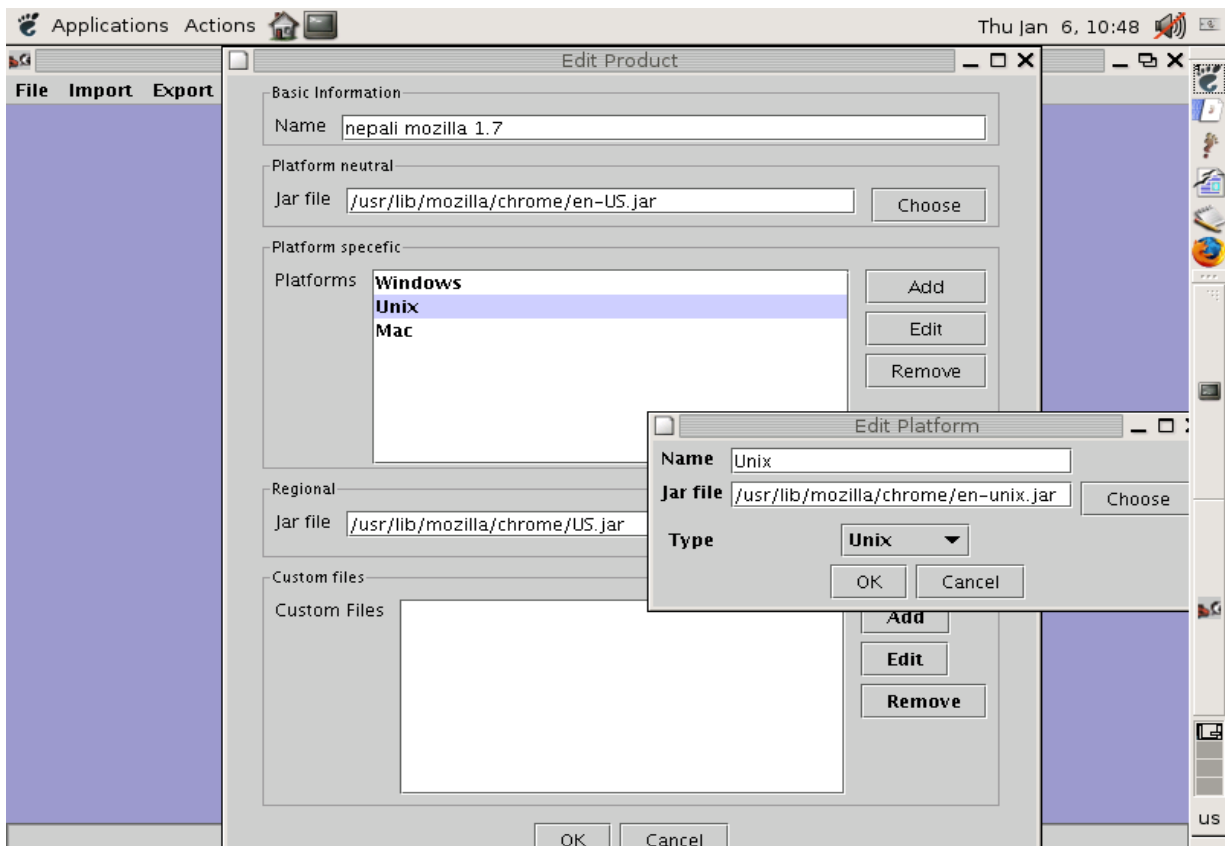 Applications Actions Thu Jan 6, 10:48
Edit Product
File Import Export
Basic Information
Name nepali mozilla 1.7
Platform neutral
Jar file /usr/lib/mozilla/chrome/en-US.jar Choose
Platform specefic
Platforms Windows Add
Unix
Edit
Mac
Remove
Edit Platform
Name Unix
Jar file /usr/lib/mozilla/chrome/en-unix.jar Choose
Type Unix
OK Cancel
Regional
Jar file /usr/lib/mozilla/chrome/US.jar
Custom files
Custom Files
Add
Edit
Remove
OK Cancel
us